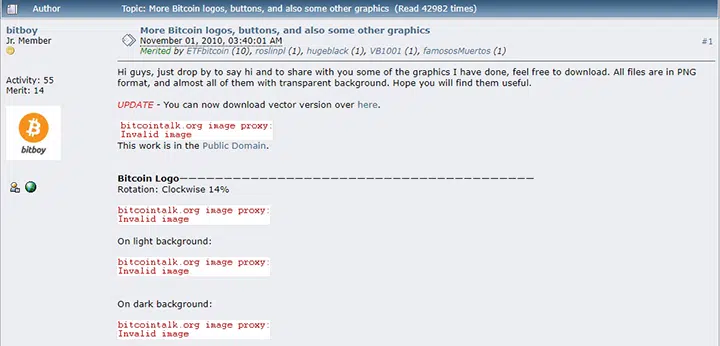 Author
Topic: More Bitcoin logos, buttons, and also some other graphics (Read 42982 times)
bitboy
Jr. Member
Activity: 55
Merit: 14
bitboy
More Bitcoin logos, buttons, and also some other graphics
November 01, 2010, 03:40:01 AM
#1
Merited by ETFbitcoin (10), roslinpl (1), hugeblack (1), VB1001 (1), famososMuertos (1)
Hi guys, just drop by to say hi and to share with you some of the graphics I have done, feel free to download. All files are in PNG
format, and almost all of them with transparent background. Hope you will find them useful.
UPDATE - You can now download vector version over here.
bitcointalk.org image proxy:
Invalid image
This work is in the Public Domain.
Bitcoin Logo————————————————————————————————————————
Rotation: Clockwise 14%
bitcointalk.org image proxy:
Invalid image
On light background:
bitcointalk.org image proxy:
Invalid image
On dark background:
bitcointalk.org image proxy:
Invalid image